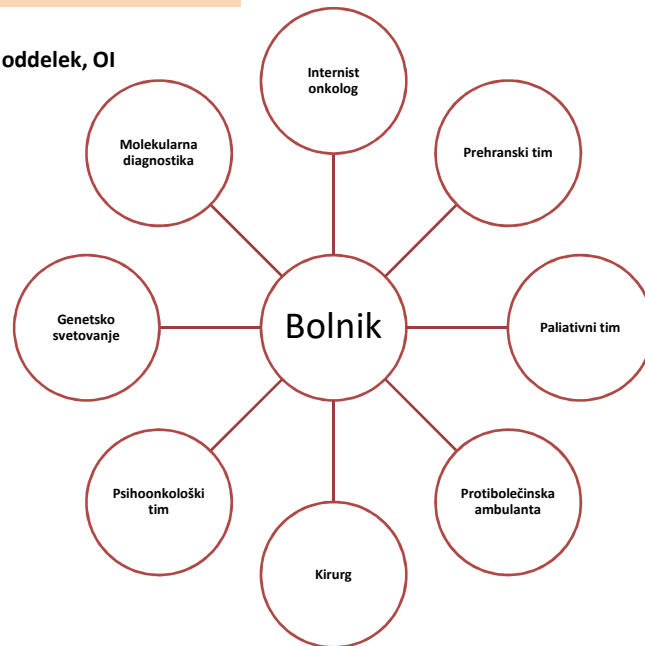 oddelek, OI
Internist
onkolog
Molekularna
diagnostika
Prehranski tim
Genetsko
svetovanje
Bolnik
Paliativni tim
Psihoonkološki
tim
Protibolečinska
ambulanta
Kirurg